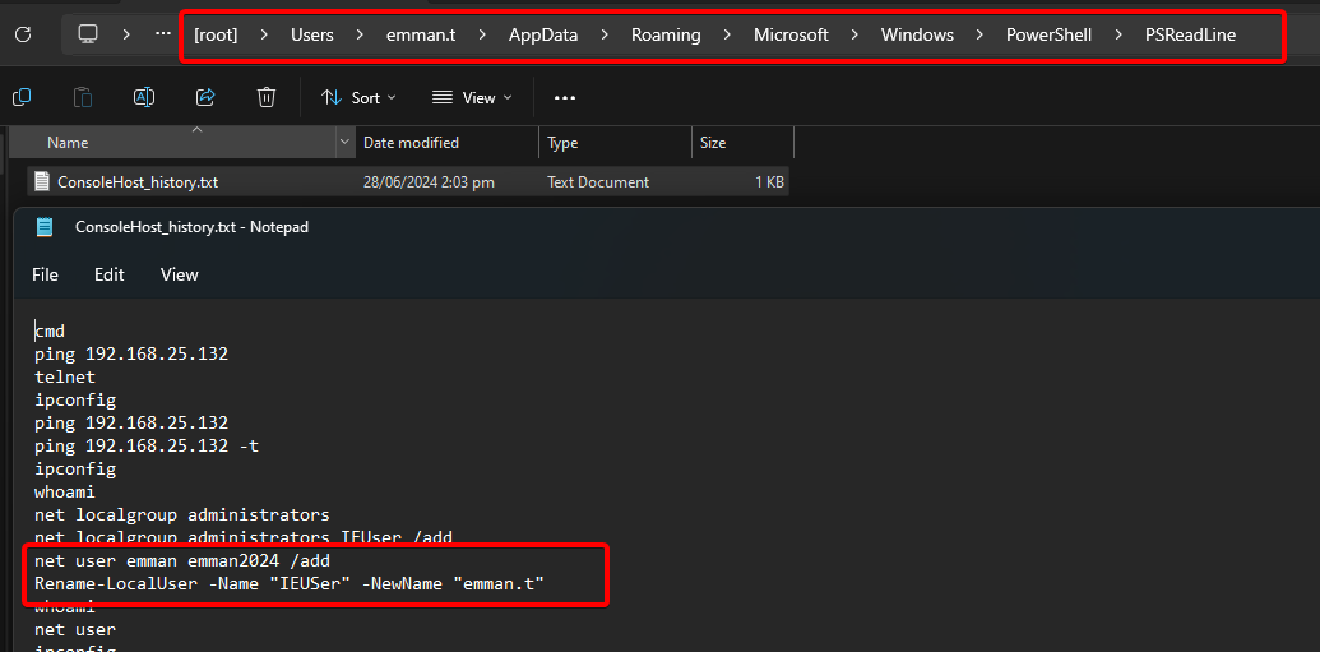 [root] > Users > emman.t > AppData > Roaming > Microsoft > Windows > PowerShell > PSReadLine
Sort View
Name Date modified Type Size
ConsoleHost_history.txt 28/06/2024 2:03 pm Text Document 1 KB
ConsoleHost_history.txt - Notepad
File Edit View
cmd
ping 192.168.25.132
telnet
ipconfig
ping 192.168.25.132
ping 192.168.25.132 -t
ipconfig
whoami
net localgroup administrators
net localgroup administrators IEUser /add
net user emman emman2024 /add
Rename-LocalUser -Name "IEUSer" -NewName "emman.t"
whoami
net user
ipconfig